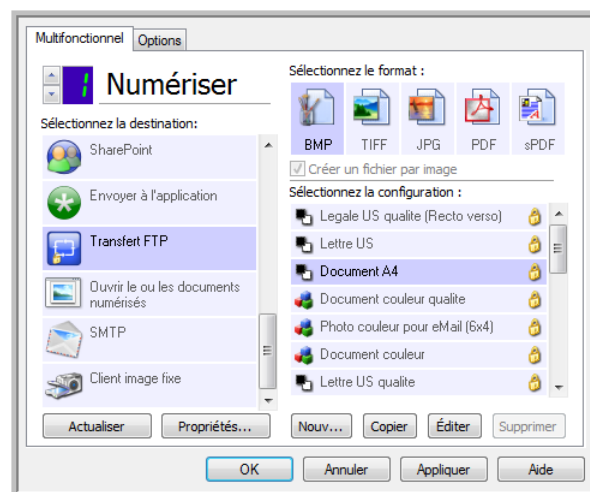 Multifonctionnel
Options
1
Numériser
Sélectionnez la destination:
SharePoint
Envoyer à l'application
Transfert FTP
Ouvrir le ou les documents
numérisés
SMTP
Client image fixe
Actualiser
Propriétés...
Sélectionnez le format :
BMP TIFF JPG PDF sPDF
Créer un fichier par image
Sélectionnez la configuration :
Legale US qualite (Recto verso)
Lettre US
Document A4
Document couleur qualite
Photo couleur pour eMail (6x4)
Document couleur
Lettre US qualite
Nouv...
Copier
Éditer
Supprimer
OK
Annuler
Appliquer
Aide